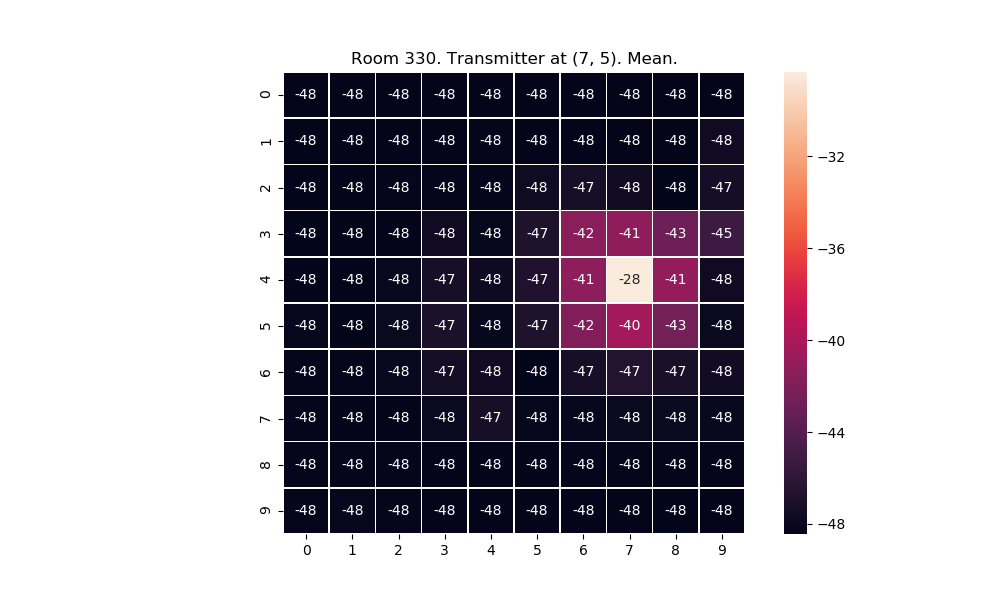 Room 330. Transmitter at (7, 5). Mean.
0 -48 -48 -48 -48 -48 -48 -48 -48 -48 -48
1 -48 -48 -48 -48 -48 -48 -48 -48 -48 -48
2 -48 -48 -48 -48 -48 -48 -47 -48 -48 -47
3 -48 -48 -48 -48 -48 -47 -42 -41 -43 -45
4 -48 -48 -48 -47 -48 -47 -41 -28 -41 -48
5 -48 -48 -48 -47 -48 -47 -42 -40 -43 -48
6 -48 -48 -48 -47 -48 -48 -47 -47 -47 -48
7 -48 -48 -48 -48 -47 -48 -48 -48 -48 -48
8 -48 -48 -48 -48 -48 -48 -48 -48 -48 -48
9 -48 -48 -48 -48 -48 -48 -48 -48 -48 -48
0 1 2 3 4 5 6 7 8 9
−32
−36
−40
−44
−48